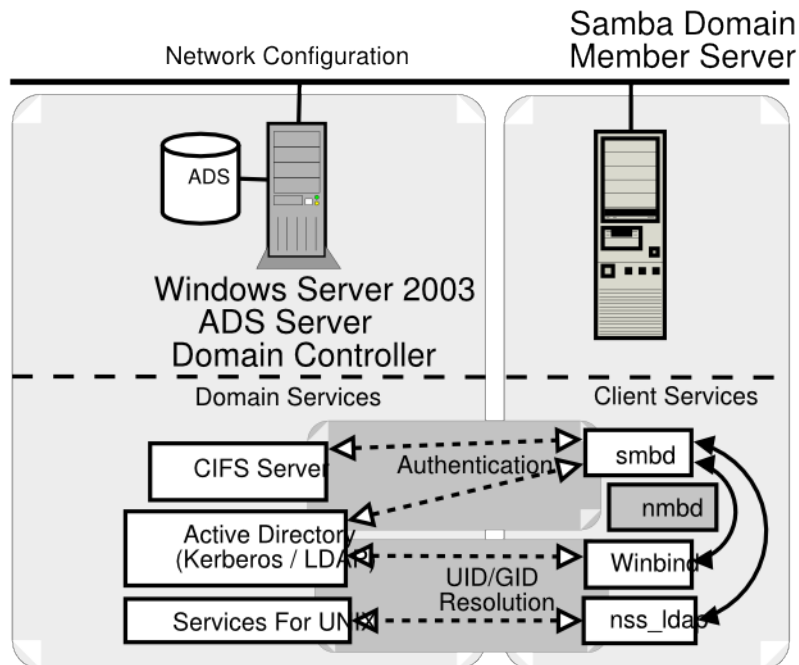 Samba Domain
Member Server
Network Configuration
ADS
Windows Server 2003
ADS Server
Domain Controller
Domain Services
Client Services
CIFS Server
Authentication
smbd
nmbd
Active Directory
(Kerberos / LDAP)
Winbind
UID/GID
Resolution
Services For UNIX
nss_ldap